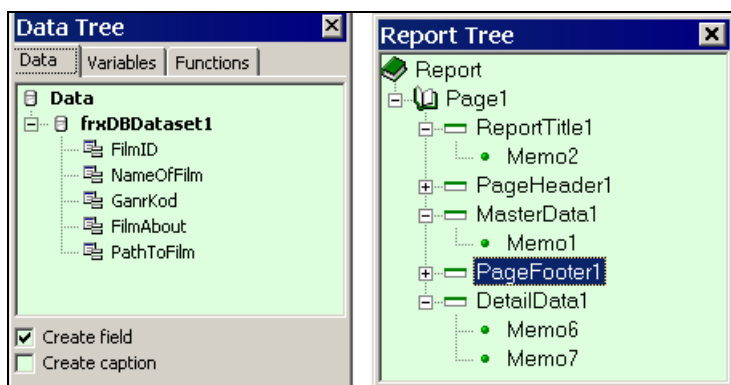 Data Tree
Data Variables Functions
Data
frxDBDataset1
FilmID
NameOfFilm
GanrKod
FilmAbout
PathToFilm
Create field
Create caption
Report Tree
Report
Page1
ReportTitle1
Memo2
PageHeader1
MasterData1
Memo1
PageFooter1
DetailData1
Memo6
Memo7